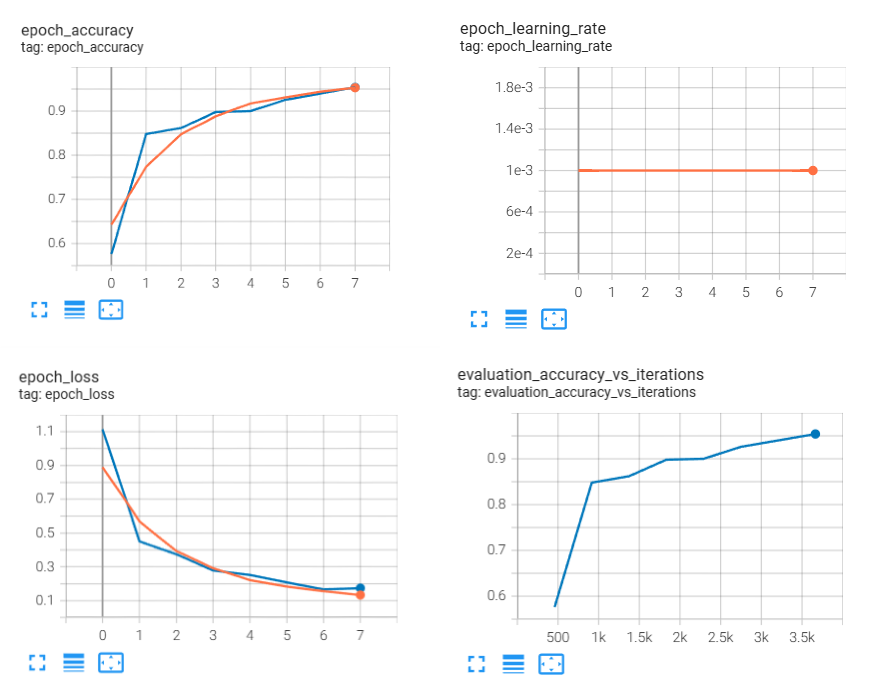 epoch_accuracy
tag: epoch_accuracy
0.9
0.8
0.7
0.6
0 1 2 3 4 5 6 7
epoch_learning_rate
tag: epoch_learning_rate
1.8e-3
1.4e-3
1e-3
6e-4
2e-4
0 1 2 3 4 5 6 7
epoch_loss
tag: epoch_loss
1.1
0.9
0.7
0.5
0.3
0.1
0 1 2 3 4 5 6 7
evaluation_accuracy_vs_iterations
tag: evaluation_accuracy_vs_iterations
0.9
0.8
0.7
0.6
500 1k 1.5k 2k 2.5k 3k 3.5k